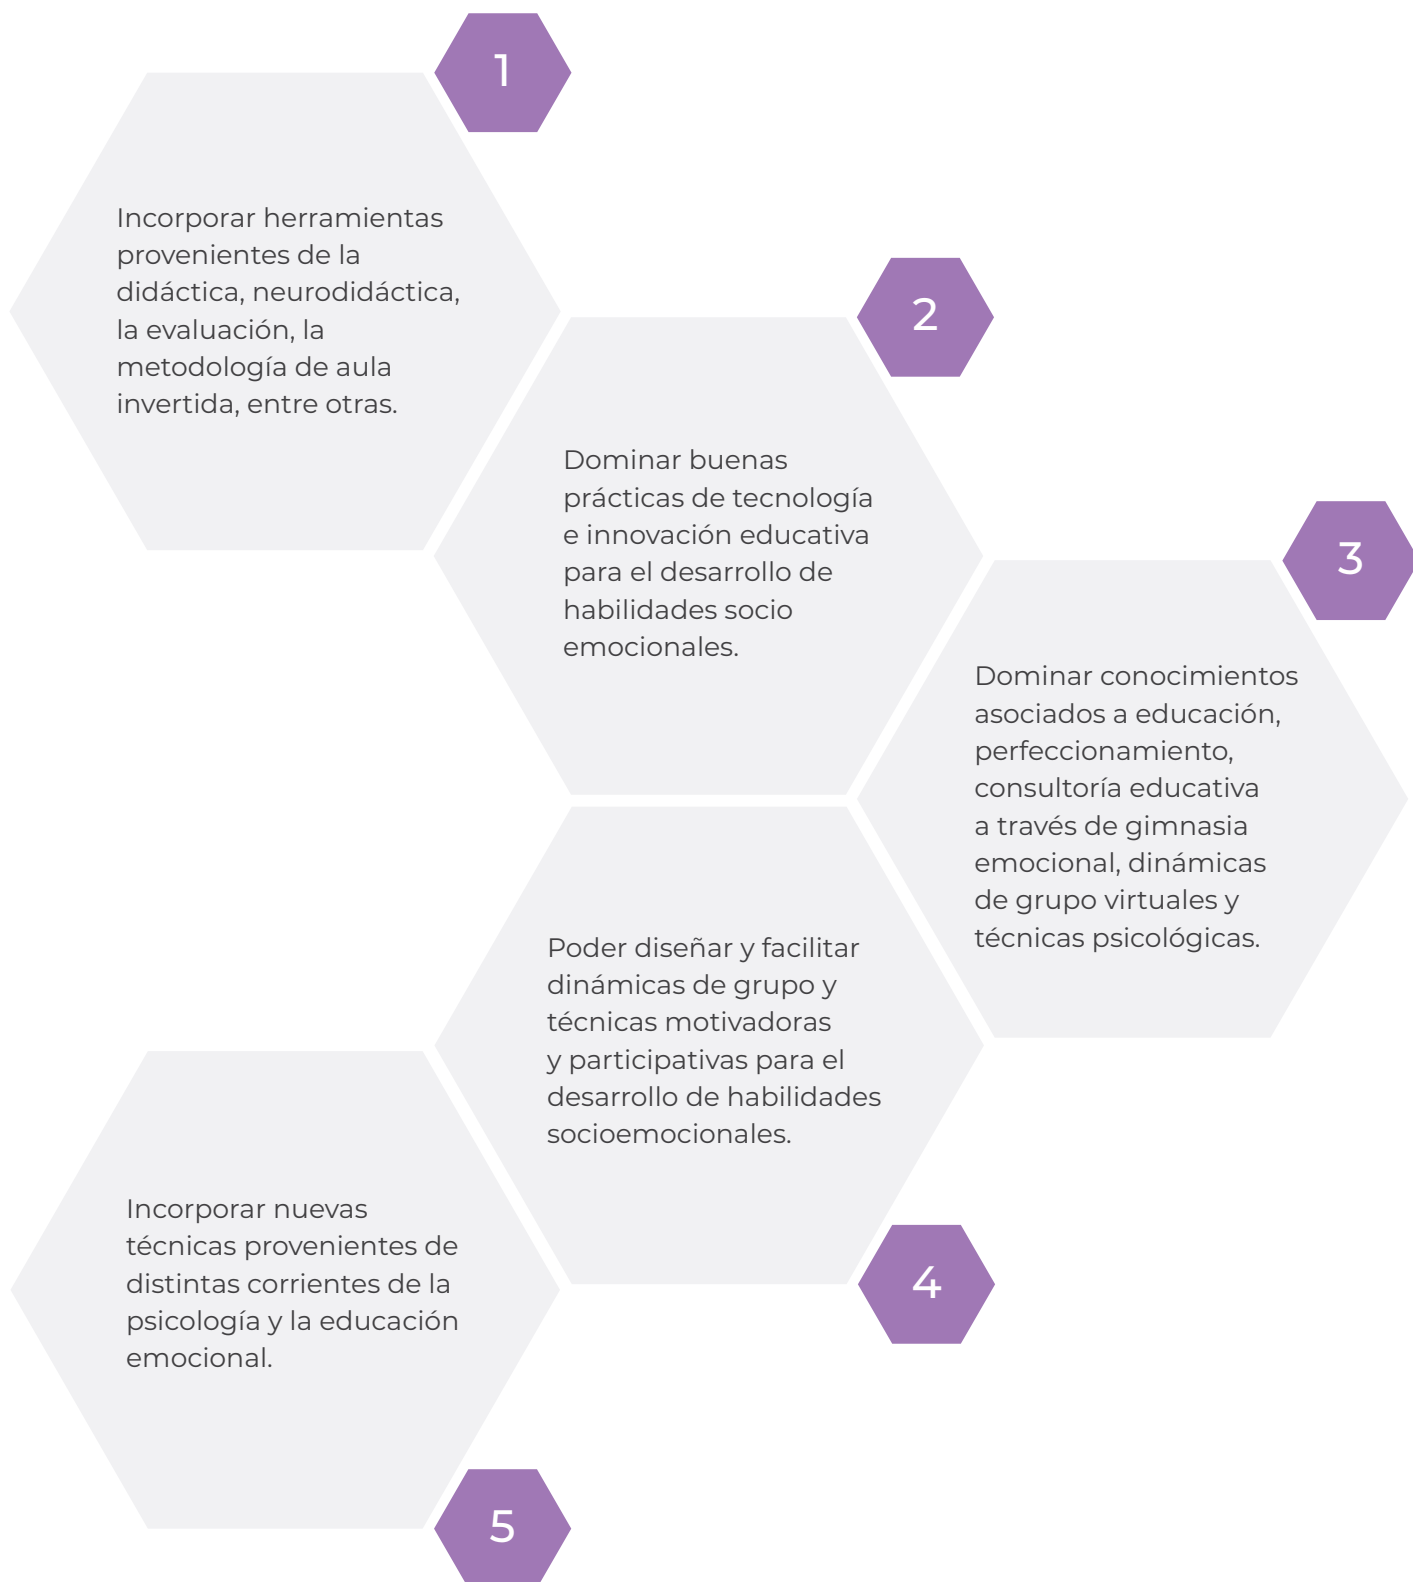 1
Incorporar herramientas
provenientes de la
didáctica, neurodidáctica,
la evaluación, la
metodología de aula
invertida, entre otras.
2
Dominar buenas
prácticas de tecnología
e innovación educativa
para el desarrollo de
habilidades socio
emocionales.
3
Dominar conocimientos
asociados a educación,
perfeccionamiento,
consultoría educativa
a través de gimnasia
emocional, dinámicas
de grupo virtuales y
técnicas psicológicas.
Poder diseñar y facilitar
dinámicas de grupo y
técnicas motivadoras
y participativas para el
desarrollo de habilidades
socioemocionales.
4
Incorporar nuevas
técnicas provenientes de
distintas corrientes de la
psicología y la educación
emocional.
5